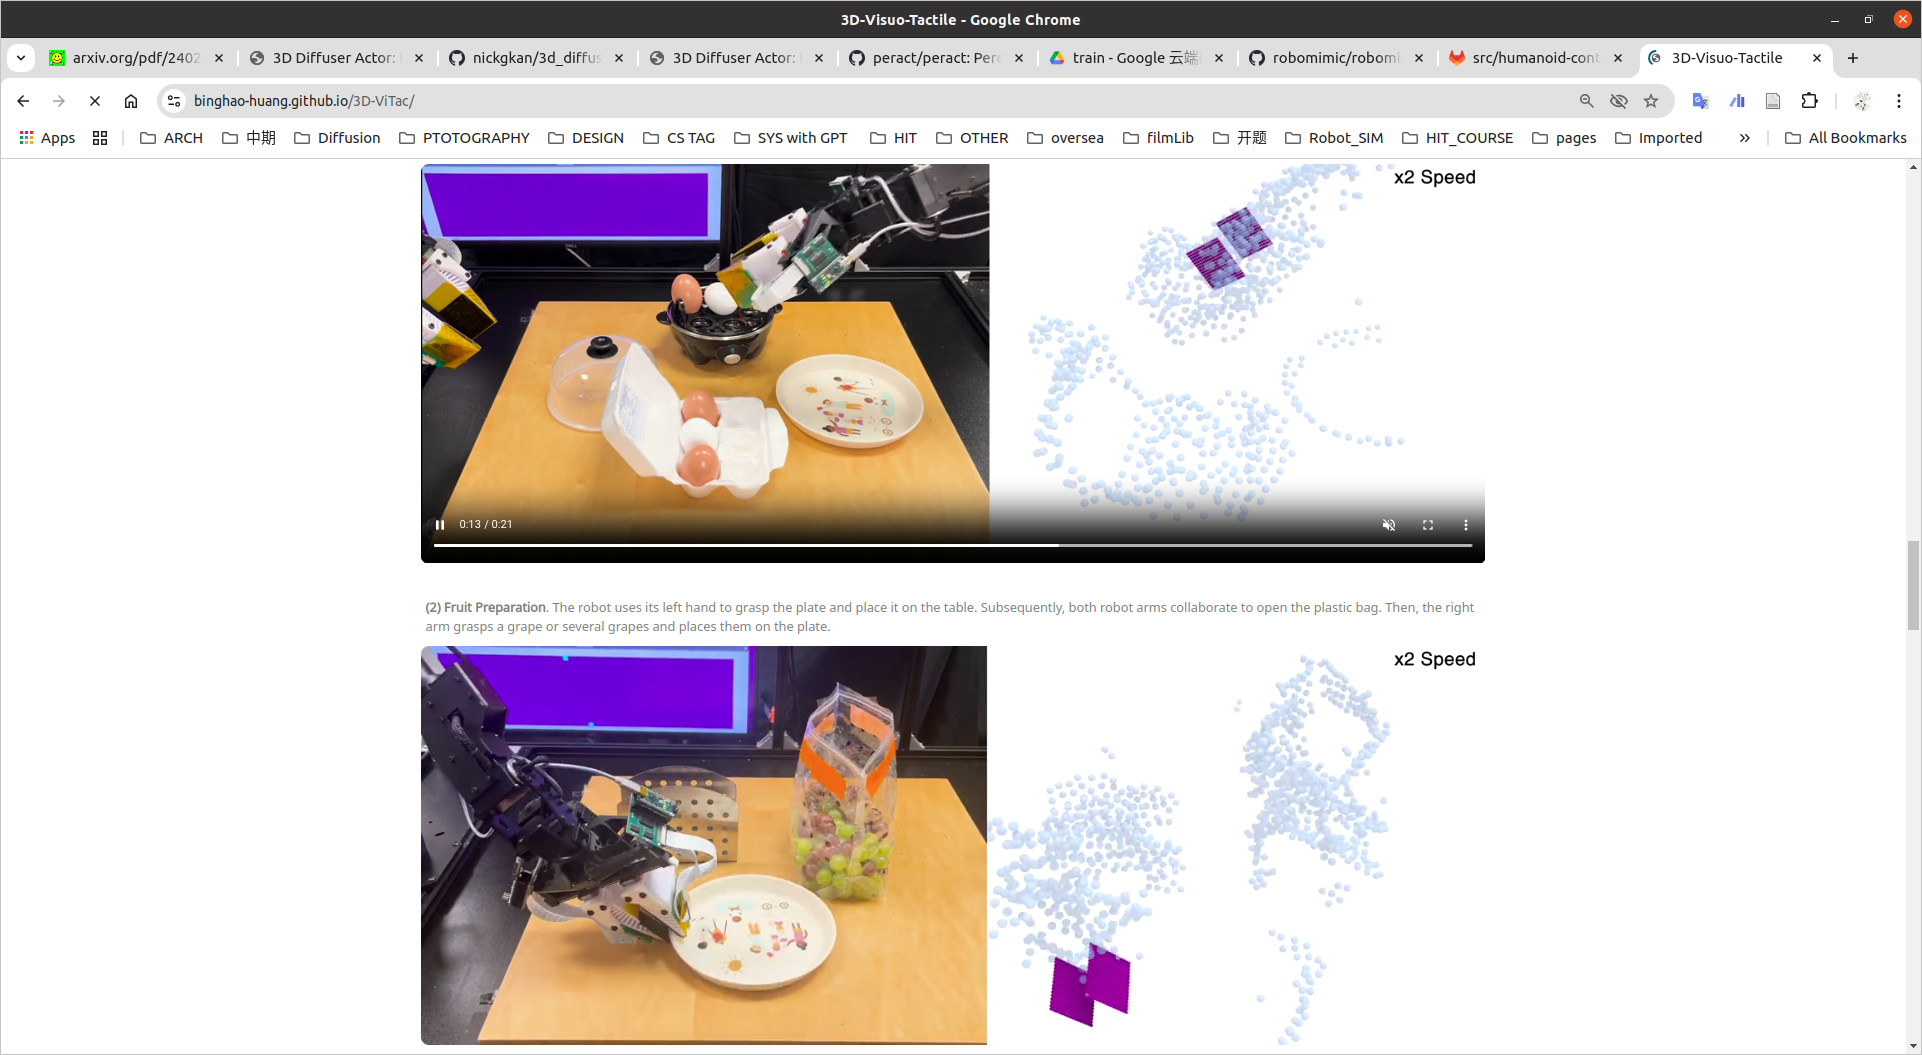 3D-Visuo-Tactile - Google Chrome
arxiv.org/pdf/2402
3D Diffuser Actor:
nickgkan/3d_diffus
3D Diffuser Actor:
peract/peract: Perc
train - Google 云端
robomimic/robomi
src/humanoid-cont
3D-Visuo-Tactile
binghao-huang.github.io/3D-ViTac/
Apps
ARCH
中期
Diffusion
PTOTOGRAPHY
DESIGN
CS TAG
SYS with GPT
HIT
OTHER
oversea
filmLib
开题
Robot_SIM
HIT_COURSE
pages
Imported
All Bookmarks
x2 Speed
DELL
0:13 / 0:21
(2) Fruit Preparation. The robot uses its left hand to grasp the plate and place it on the table. Subsequently, both robot arms collaborate to open the plastic bag. Then, the right
arm grasps a grape or several grapes and places them on the plate.
x2 Speed